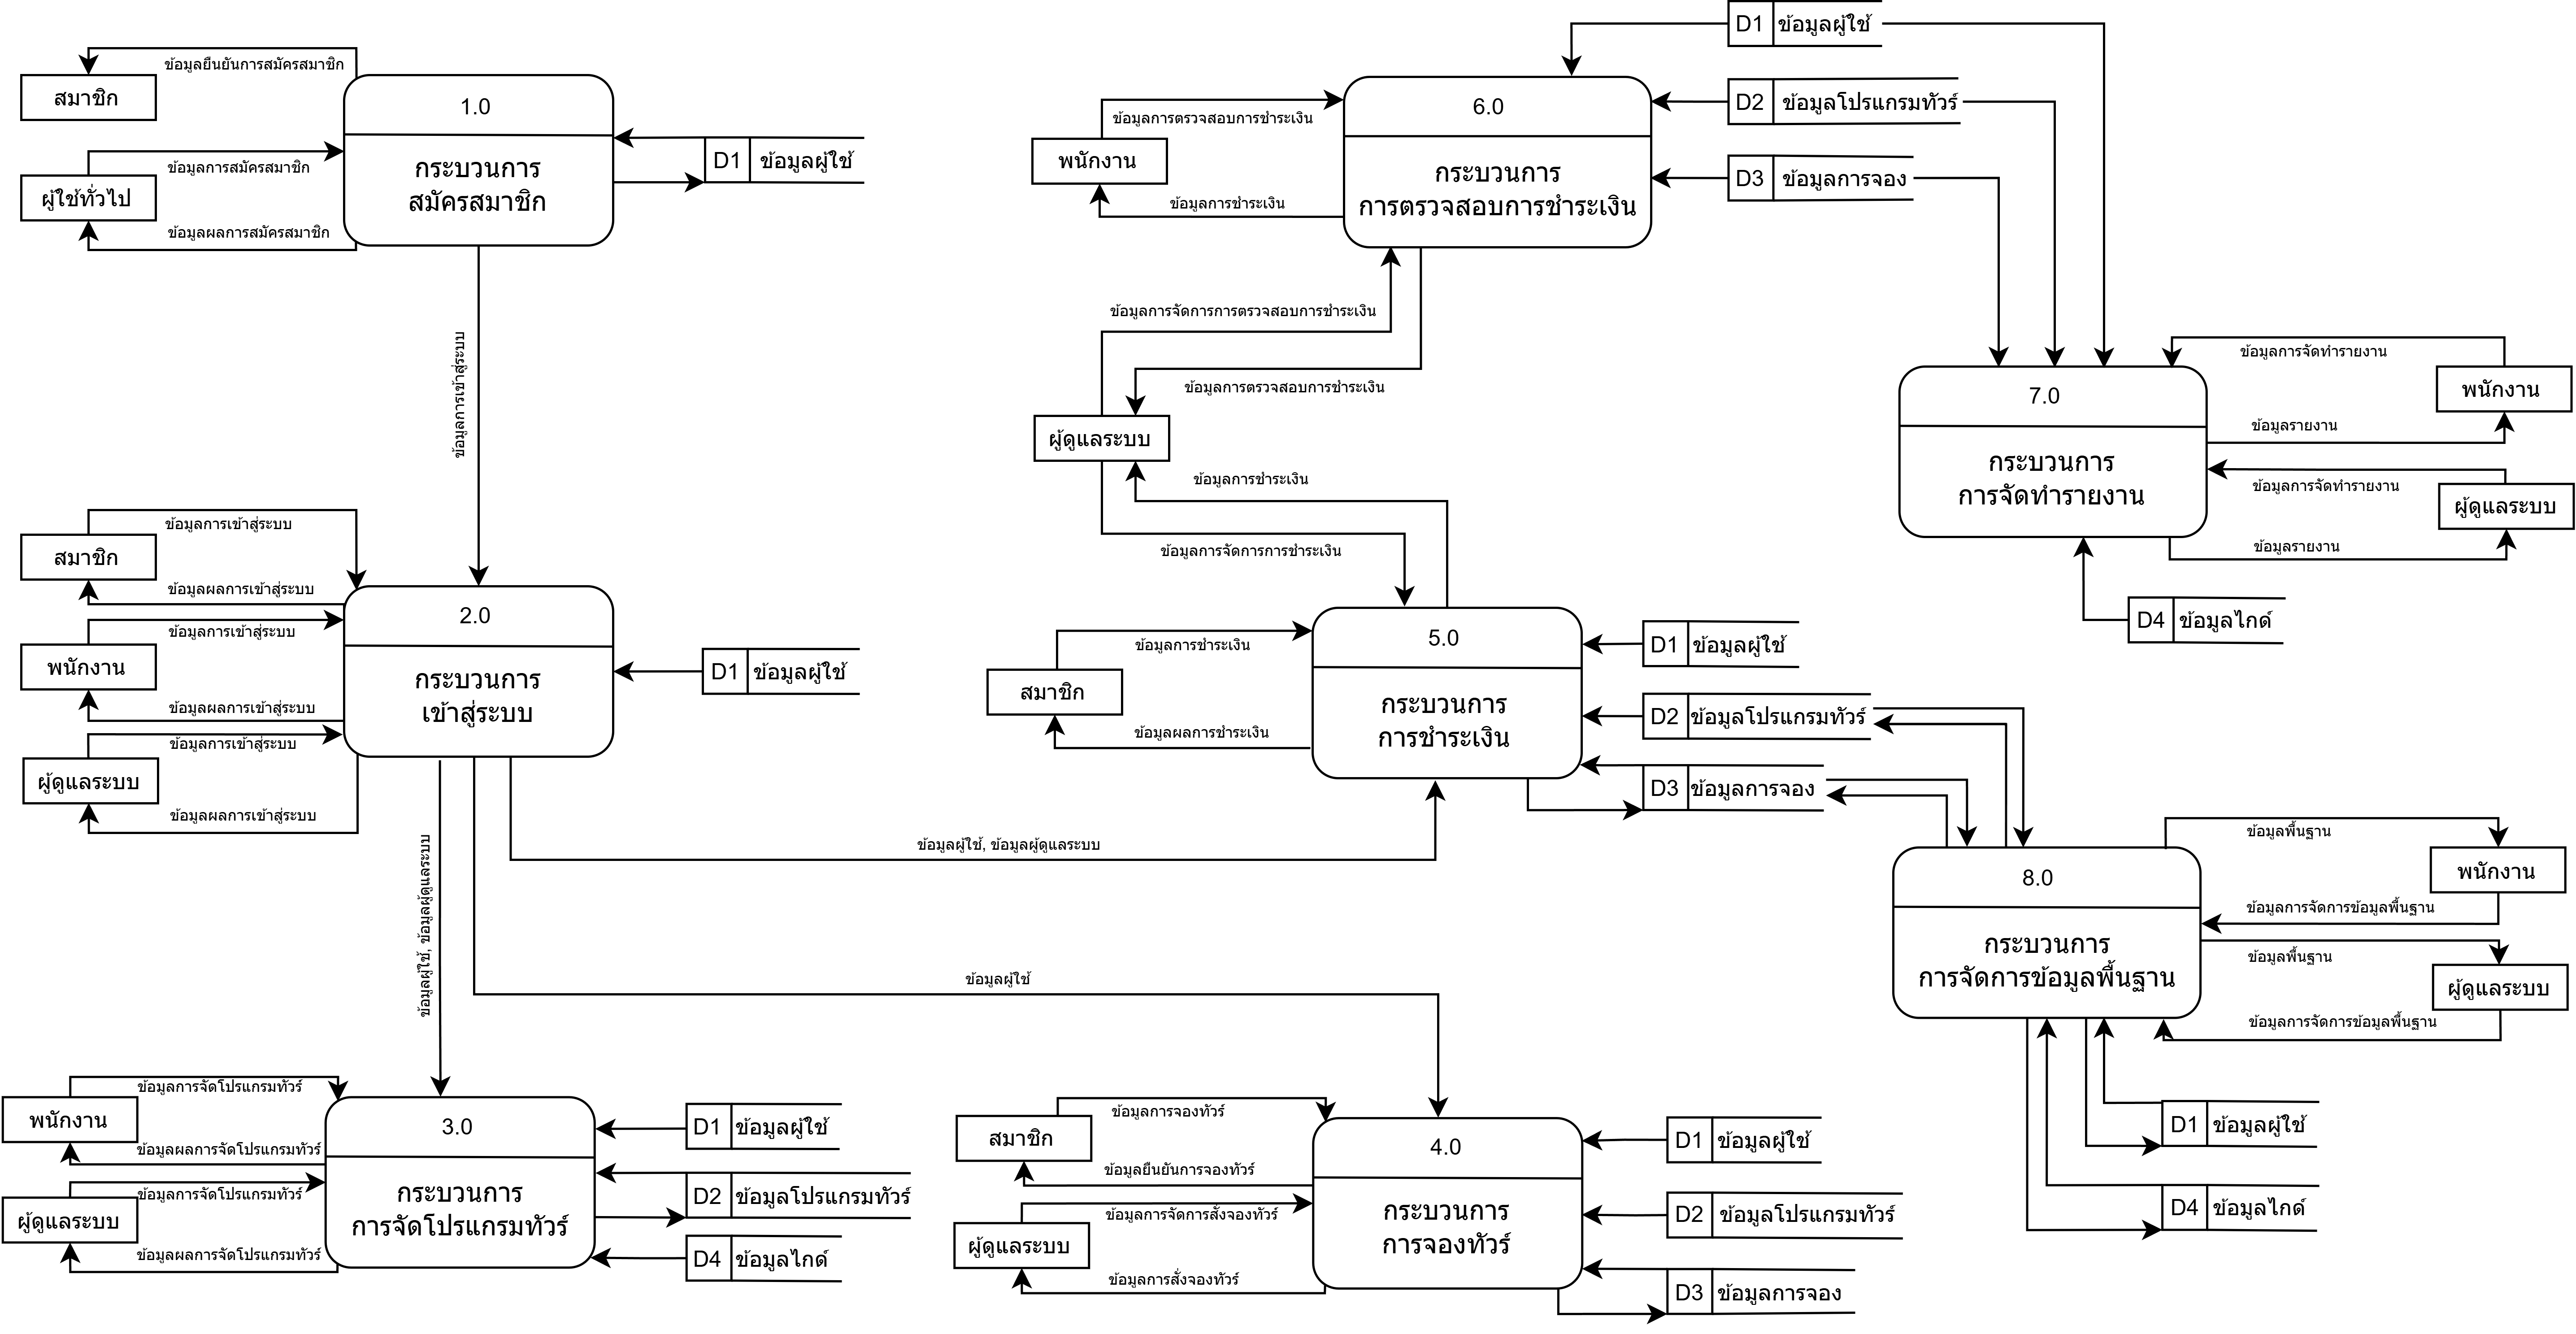 ข้อมูลยืนยันการสมัครสมาชิก
สมาชิก
1.0
กระบวนการ
สมัครสมาชิก
ข้อมูลการสมัครสมาชิก
ผู้ใช้ทั่วไป
ข้อมูลผลการสมัครสมาชิก
D1 ข้อมูลผู้ใช้
ข้อมูลการเข้าสู่ระบบ
ข้อมูลการเข้าสู่ระบบ
สมาชิก
ข้อมูลผลการเข้าสู่ระบบ
ข้อมูลการเข้าสู่ระบบ
พนักงาน
ข้อมูลผลการเข้าสู่ระบบ
ข้อมูลการเข้าสู่ระบบ
ผู้ดูแลระบบ
ข้อมูลผลการเข้าสู่ระบบ
2.0
กระบวนการ
เข้าสู่ระบบ
D1 ข้อมูลผู้ใช้
ข้อมูลผู้ใช้, ข้อมูลผู้ดูแลระบบ
ข้อมูลผู้ใช้, ข้อมูลผู้ดูแลระบบ
ข้อมูลผู้ใช้
ข้อมูลการจัดโปรแกรมทัวร์
พนักงาน
ข้อมูลผลการจัดโปรแกรมทัวร์
ข้อมูลการจัดโปรแกรมทัวร์
ผู้ดูแลระบบ
ข้อมูลผลการจัดโปรแกรมทัวร์
3.0
กระบวนการ
การจัดโปรแกรมทัวร์
D1 ข้อมูลผู้ใช้
D2 ข้อมูลโปรแกรมทัวร์
D4 ข้อมูลไกด์
ข้อมูลการจองทัวร์
สมาชิก
ข้อมูลยืนยันการจองทัวร์
ข้อมูลการจัดการสั่งจองทัวร์
ผู้ดูแลระบบ
ข้อมูลการสั่งจองทัวร์
4.0
กระบวนการ
การจองทัวร์
D1 ข้อมูลผู้ใช้
D2 ข้อมูลโปรแกรมทัวร์
D3 ข้อมูลการจอง
D1 ข้อมูลผู้ใช้
D2 ข้อมูลโปรแกรมทัวร์
D3 ข้อมูลการจอง
6.0
กระบวนการ
การตรวจสอบการชำระเงิน
ข้อมูลการตรวจสอบการชำระเงิน
พนักงาน
ข้อมูลการชำระเงิน
ข้อมูลการจัดการการตรวจสอบการชำระเงิน
ข้อมูลการตรวจสอบการชำระเงิน
ผู้ดูแลระบบ
ข้อมูลการชำระเงิน
ข้อมูลการจัดการการชำระเงิน
ข้อมูลการชำระเงิน
สมาชิก
ข้อมูลผลการชำระเงิน
5.0
กระบวนการ
การชำระเงิน
D1 ข้อมูลผู้ใช้
D2 ข้อมูลโปรแกรมทัวร์
D3 ข้อมูลการจอง
7.0
กระบวนการ
การจัดทำรายงาน
ข้อมูลการจัดทำรายงาน
พนักงาน
ข้อมูลรายงาน
ข้อมูลการจัดทำรายงาน
ผู้ดูแลระบบ
ข้อมูลรายงาน
D4 ข้อมูลไกด์
8.0
กระบวนการ
การจัดการข้อมูลพื้นฐาน
ข้อมูลพื้นฐาน
พนักงาน
ข้อมูลการจัดการข้อมูลพื้นฐาน
ข้อมูลพื้นฐาน
ผู้ดูแลระบบ
ข้อมูลการจัดการข้อมูลพื้นฐาน
D1 ข้อมูลผู้ใช้
D4 ข้อมูลไกด์